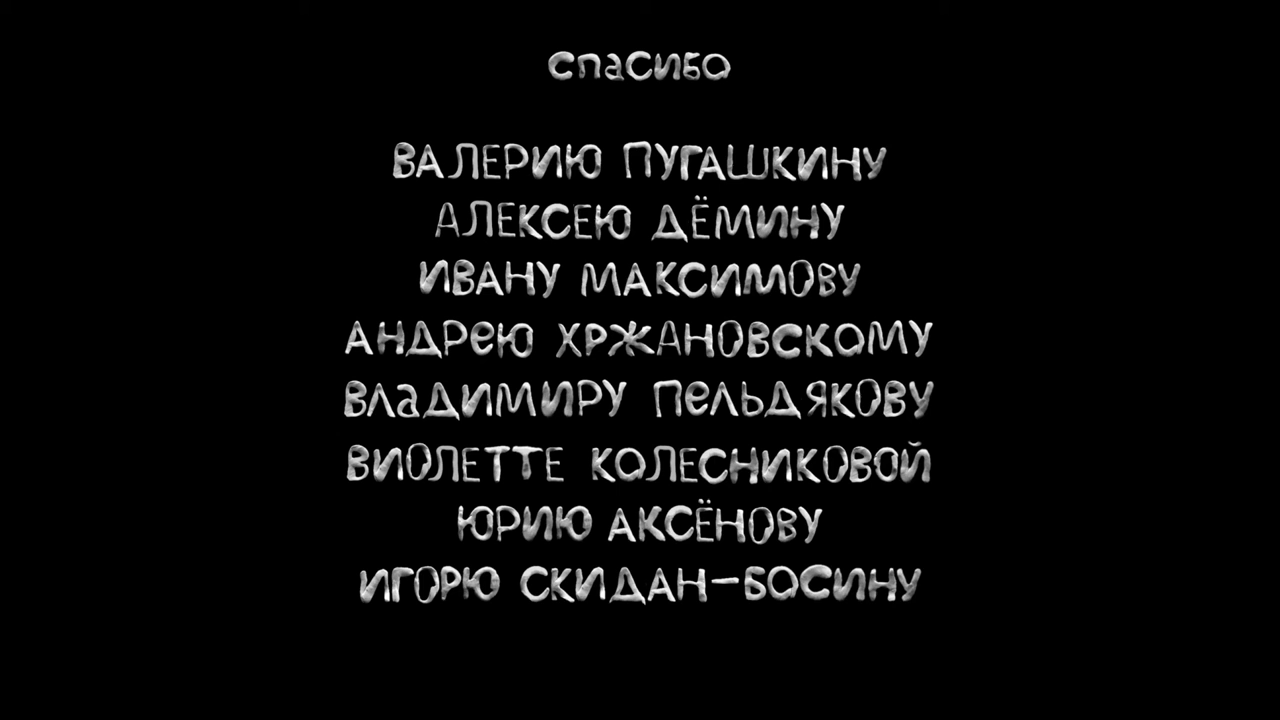 спасибо
ВАЛЕРИЮ ПУГАШКИНУ
АЛЕКСЕЮ ДЁМИНУ
ИВАНУ МАКСИМОВУ
АНДРЕЮ ХРЖАНОВСКОМУ
ВЛАДИМИРУ ПЕЛЬДЯКОВУ
ВИОЛЕТТЕ КОЛЕСНИКОВОЙ
ЮРИЮ АКСЁНОВУ
ИГОРЮ СКИДАН-БОСИНУ